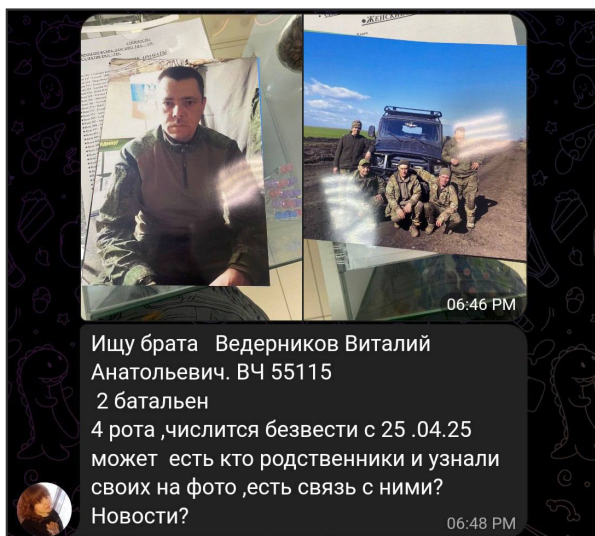 • ЖЕНСКИ
06:46 PM
Ищу брата Ведерников Виталий
Анатольевич. ВЧ 55115
2 батальен
4 рота ,числится безвести с 25 .04.25
может есть кто родственники и узнали
своих на фото ,есть связь с ними?
Новости?
06:48 PM